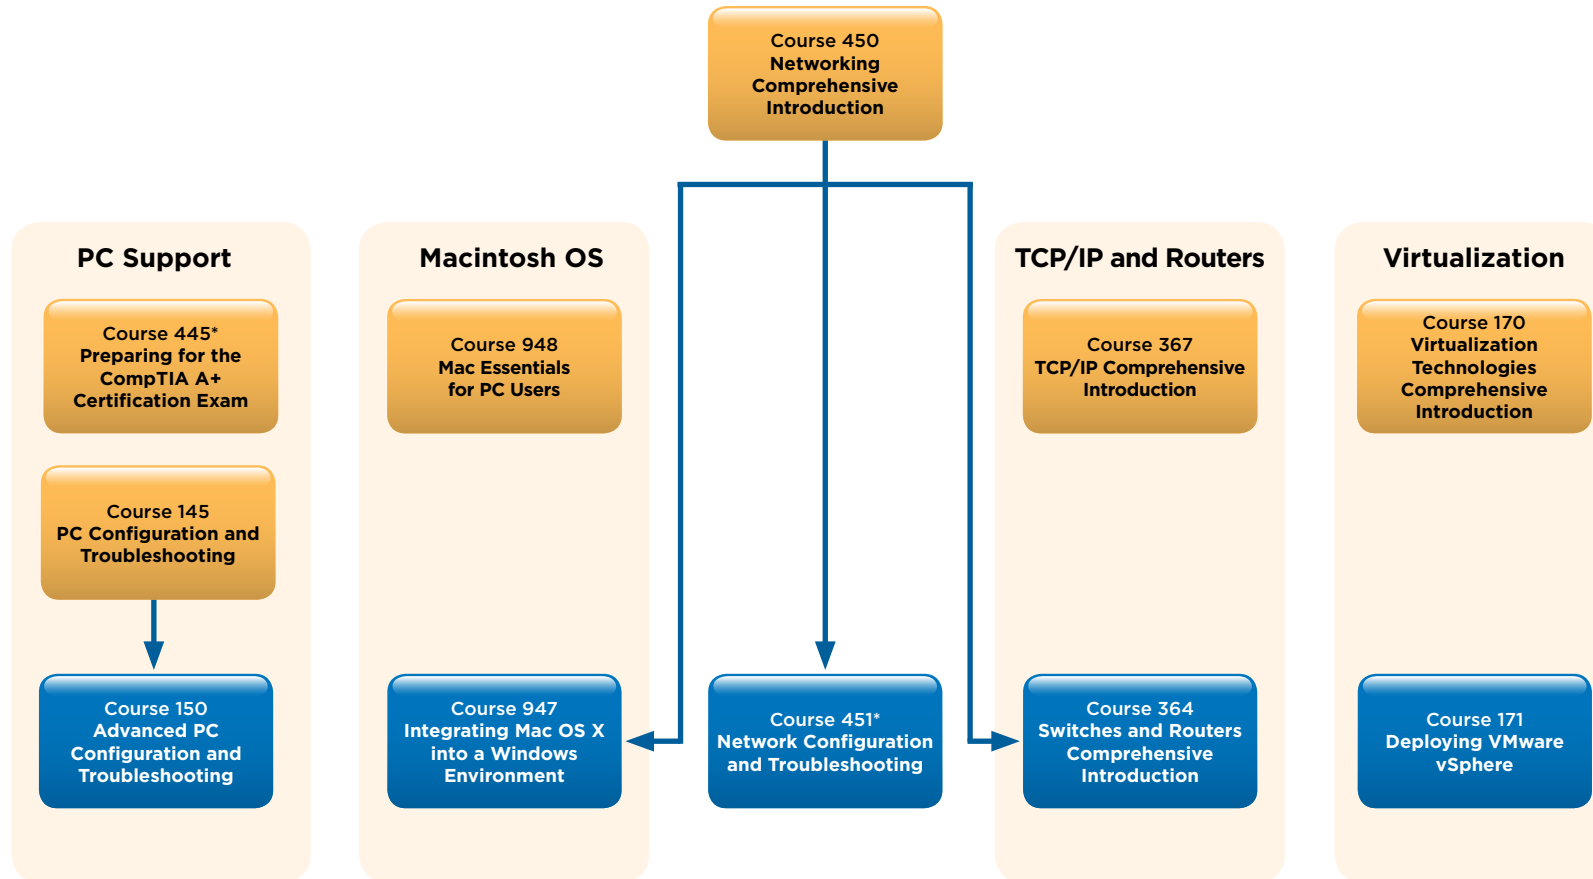 Course 450
Networking
Comprehensive
Introduction
PC Support
Course 445*
Preparing for the
CompTIA A+
Certification Exam
Course 145
PC Configuration and
Troubleshooting
Course 150
Advanced PC
Configuration and
Troubleshooting
Macintosh OS
Course 948
Mac Essentials
for PC Users
Course 947
Integrating Mac OS X
into a Windows
Environment
Course 451*
Network Configuration
and Troubleshooting
TCP/IP and Routers
Course 367
TCP/IP Comprehensive
Introduction
Course 364
Switches and Routers
Comprehensive
Introduction
Virtualization
Course 170
Virtualization
Technologies
Comprehensive
Introduction
Course 171
Deploying VMware
vSphere